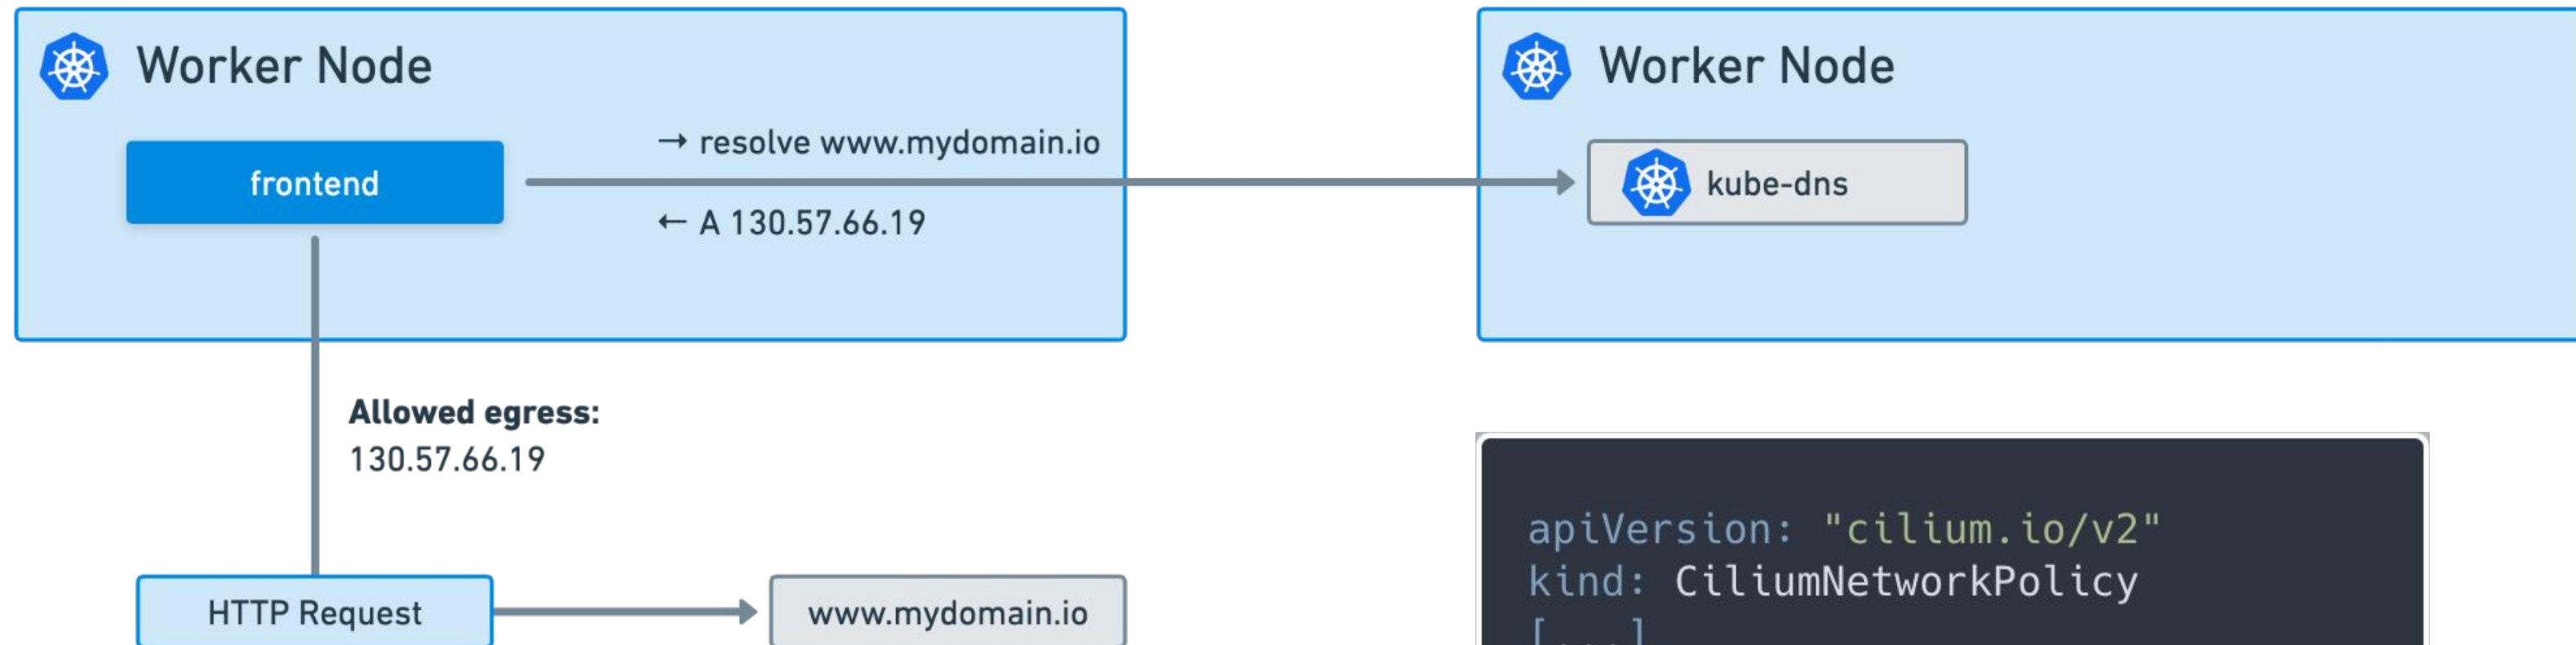 Worker Node
frontend
→ resolve www.mydomain.io
← A 130.57.66.19
Worker Node
kube-dns
Allowed egress:
130.57.66.19
HTTP Request
www.mydomain.io
apiVersion: "cilium.io/v2"
kind: CiliumNetworkPolicy
[...]